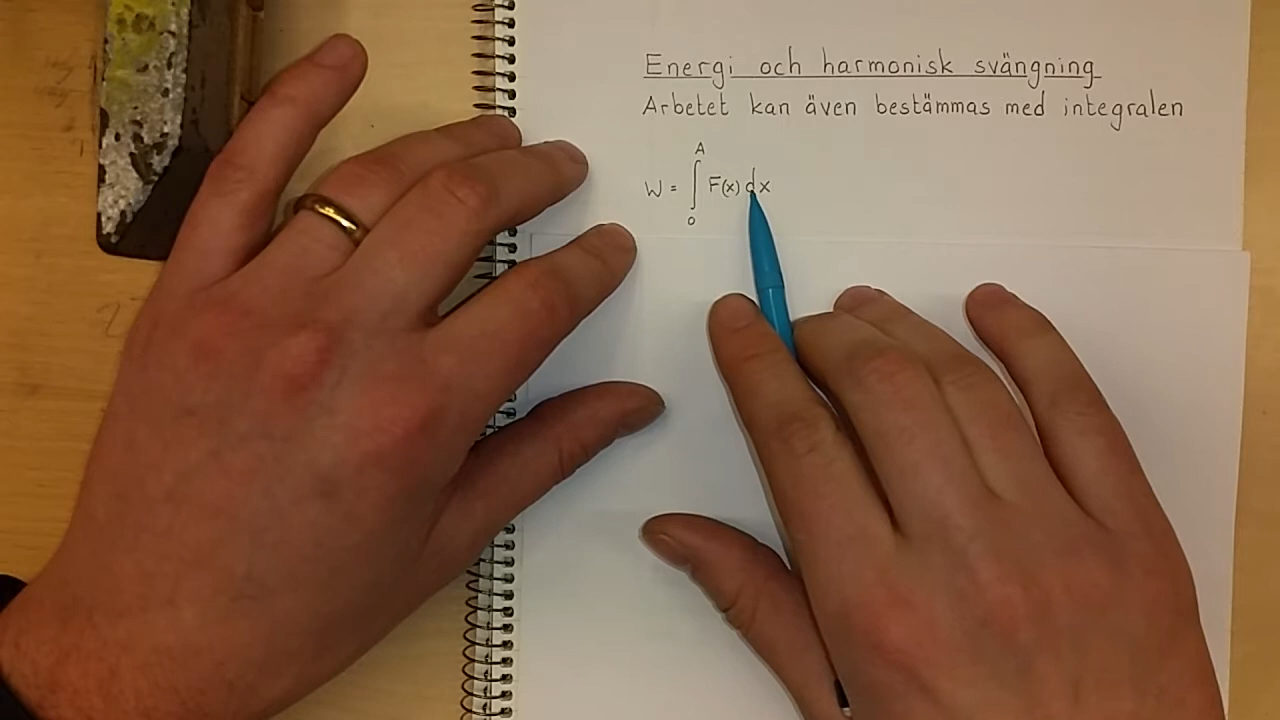 Energi och harmonisk svängning
Arbetet kan även bestämmas med integralen
W = ∫₀ᴬ F(x) dx